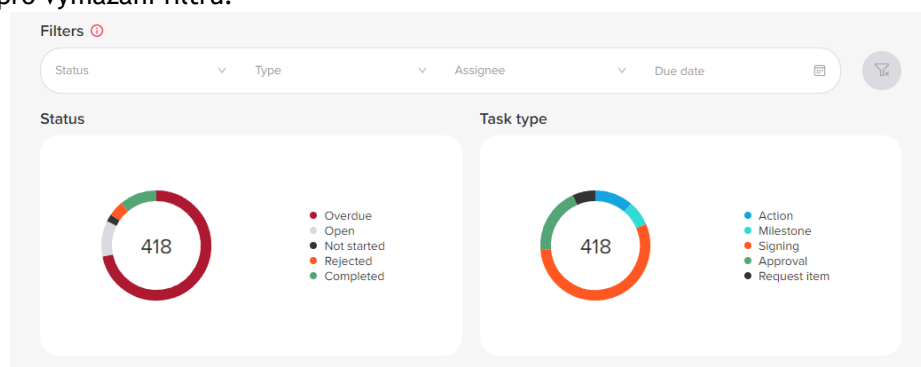 pro vymazání filtru.
Filters
Status
Type
Assignee
Due date
Status
Task type
418
Overdue
Open
Not started
Rejected
Completed
418
Action
Milestone
Signing
Approval
Request item